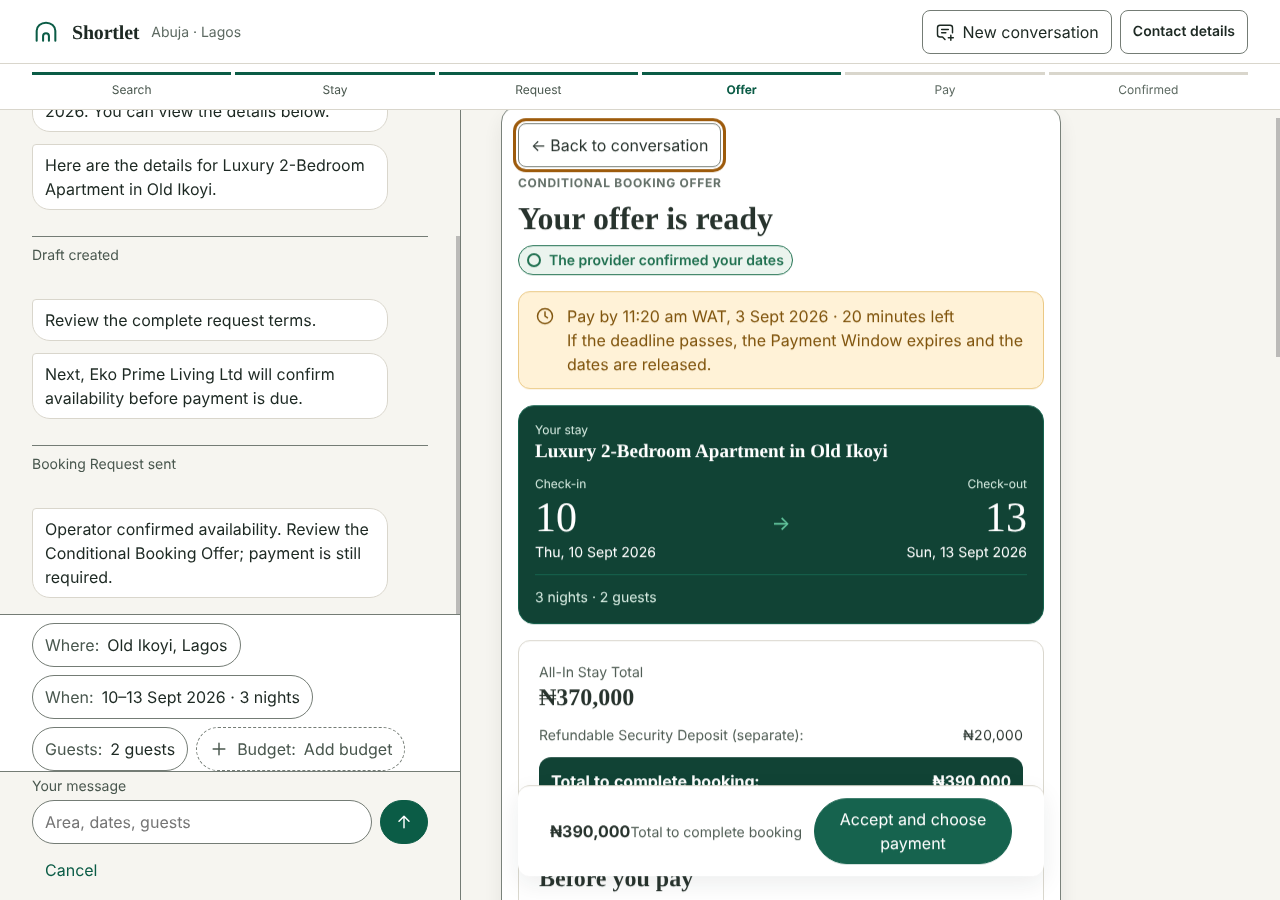 Shortlet
Abuja · Lagos
New conversation
Contact details
Search
Stay
Request
Offer
Pay
Confirmed
2026. You can view the details below.
Here are the details for Luxury 2-Bedroom
Apartment in Old Ikoyi.
Draft created
Review the complete request terms.
Next, Eko Prime Living Ltd will confirm
availability before payment is due.
Booking Request sent
Operator confirmed availability. Review the
Conditional Booking Offer; payment is still
required.
Where: Old Ikoyi, Lagos
When: 10–13 Sept 2026 · 3 nights
Guests: 2 guests
+ Budget: Add budget
Your message
Area, dates, guests
Cancel
← Back to conversation
CONDITIONAL BOOKING OFFER
Your offer is ready
The provider confirmed your dates
Pay by 11:20 am WAT, 3 Sept 2026 · 20 minutes left
If the deadline passes, the Payment Window expires and the
dates are released.
Your stay
Luxury 2-Bedroom Apartment in Old Ikoyi
Check-in
Check-out
10
→
13
Thu, 10 Sept 2026
Sun, 13 Sept 2026
3 nights · 2 guests
All-In Stay Total
₦370,000
Refundable Security Deposit (separate):
₦20,000
Total to complete booking:
₦390,000
₦390,000 Total to complete booking
Accept and choose
payment
Before you pay